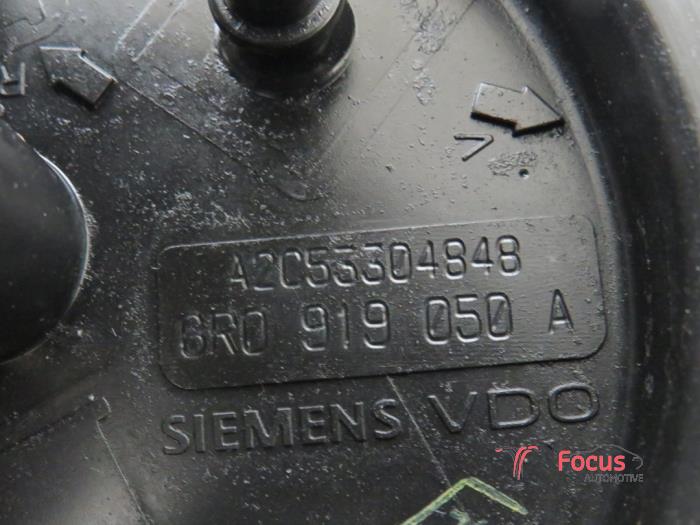 R
V
A2C53304848
6R0 919 050 A
SIEMENS VDO
Focus
AUTOMOTIVE